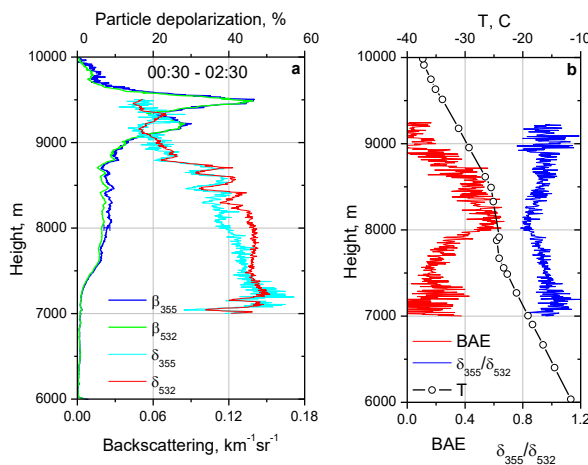 Particle depolarization, %
T, C
0 20 40 60
-40 -30 -20 -10
10000
9000
8000
7000
6000
Height, m
00:30 - 02:30
a
β355
β532
δ355
δ532
0.00 0.06 0.12 0.18
Backscattering, km⁻¹sr⁻¹
10000
9000
8000
7000
6000
Height, m
b
BAE
δ355/δ532
T
0.0 0.4 0.8 1.2
BAE δ355/δ532